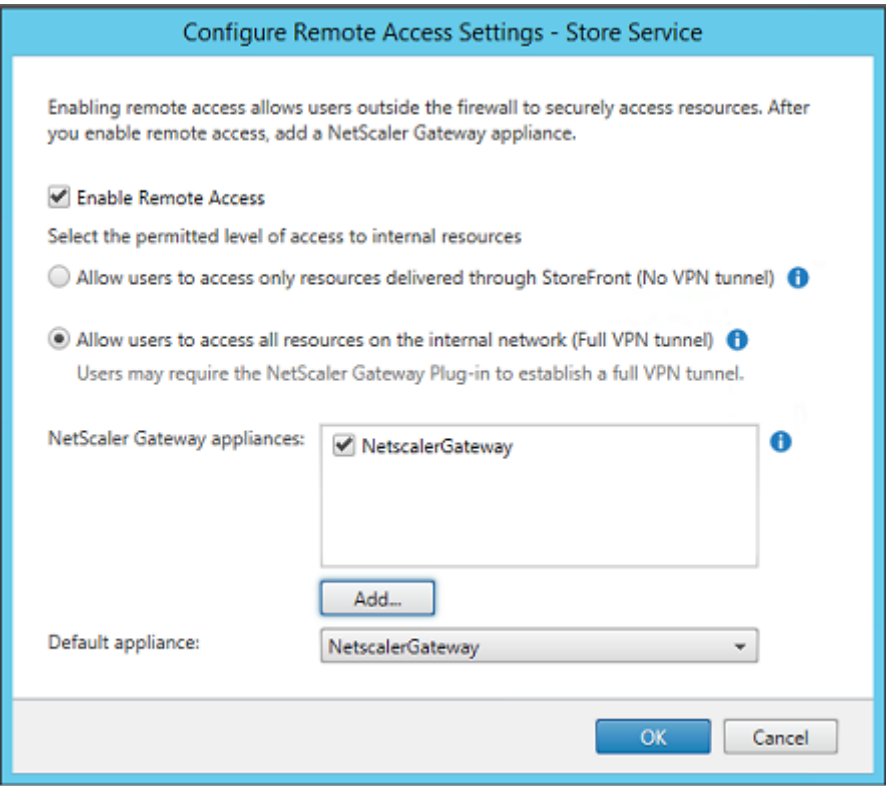 Configure Remote Access Settings - Store Service
Enabling remote access allows users outside the firewall to securely access resources. After
you enable remote access, add a NetScaler Gateway appliance.
Enable Remote Access
Select the permitted level of access to internal resources
Allow users to access only resources delivered through StoreFront (No VPN tunnel)
Allow users to access all resources on the internal network (Full VPN tunnel)
Users may require the NetScaler Gateway Plug-in to establish a full VPN tunnel.
NetScaler Gateway appliances:
NetscalerGateway
Add...
Default appliance:
NetscalerGateway
OK
Cancel